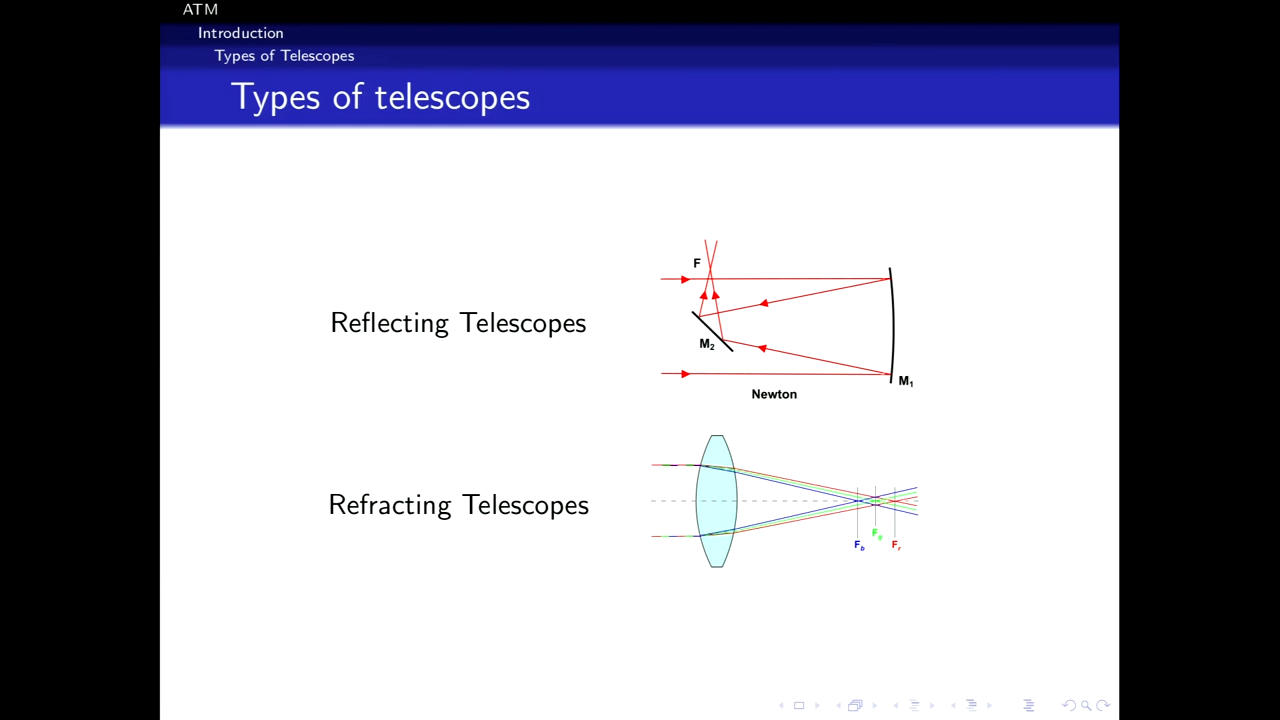 ATM
Introduction
Types of Telescopes
Types of telescopes
Reflecting Telescopes
F
M2
M1
Newton
Refracting Telescopes
Fb
Fg
Fr